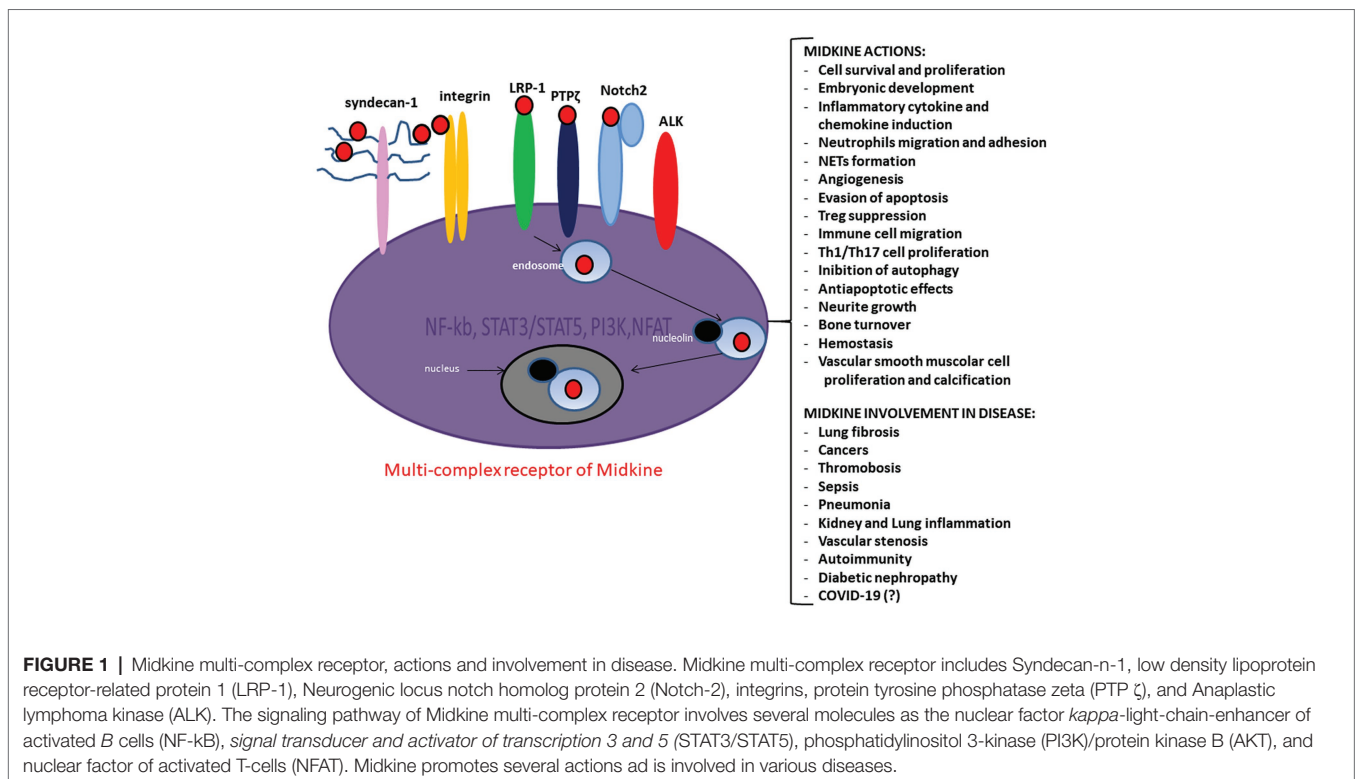 syndecan-1
integrin
LRP-1
PTPζ
Notch2
ALK
endosome
NF-kb, STAT3/STAT5, PI3K,NFAT
nucleolin
nucleus
Multi-complex receptor of Midkine
MIDKINE ACTIONS:
- Cell survival and proliferation
- Embryonic development
- Inflammatory cytokine and
chemokine induction
- Neutrophils migration and adhesion
- NETs formation
- Angiogenesis
- Evasion of apoptosis
- Treg suppression
- Immune cell migration
- Th1/Th17 cell proliferation
- Inibition of autophagy
- Antiapoptotic effects
- Neurite growth
- Bone turnover
- Hemostasis
- Vascular smooth muscolar cell
proliferation and calcification
MIDKINE INVOLVEMENT IN DISEASE:
- Lung fibrosis
- Cancers
- Thromobosis
- Sepsis
- Pneumonia
- Kidney and Lung inflammation
- Vascular stenosis
- Autoimmunity
- Diabetic nephropathy
- COVID-19 (?)
FIGURE 1 | Midkine multi-complex receptor, actions and involvement in disease. Midkine multi-complex receptor includes Syndecan-n-1, low density lipoprotein
receptor-related protein 1 (LRP-1), Neurogenic locus notch homolog protein 2 (Notch-2), integrins, protein tyrosine phosphatase zeta (PTP ζ), and Anaplastic
lymphoma kinase (ALK). The signaling pathway of Midkine multi-complex receptor involves several molecules as the nuclear factor kappa-light-chain-enhancer of
activated B cells (NF-kB), signal transducer and activator of transcription 3 and 5 (STAT3/STAT5), phosphatidylinositol 3-kinase (PI3K)/protein kinase B (AKT), and
nuclear factor of activated T-cells (NFAT). Midkine promotes several actions ad is involved in various diseases.